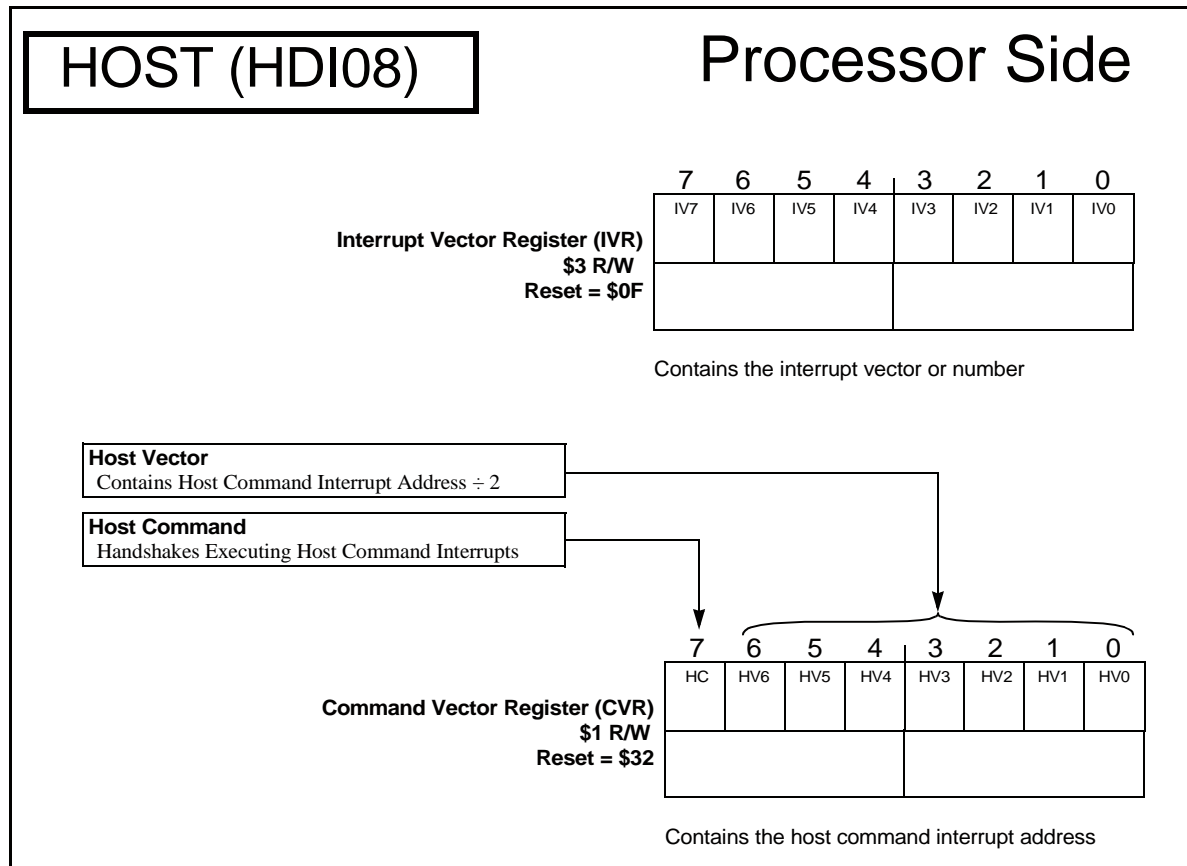 HOST (HDI08)
Processor Side
7 6 5 4 3 2 1 0
IV7 IV6 IV5 IV4 IV3 IV2 IV1 IV0
Interrupt Vector Register (IVR)
$3 R/W
Reset = $0F
Contains the interrupt vector or number
Host Vector
Contains Host Command Interrupt Address ÷ 2
Host Command
Handshakes Executing Host Command Interrupts
7 6 5 4 3 2 1 0
HC HV6 HV5 HV4 HV3 HV2 HV1 HV0
Command Vector Register (CVR)
$1 R/W
Reset = $32
Contains the host command interrupt address